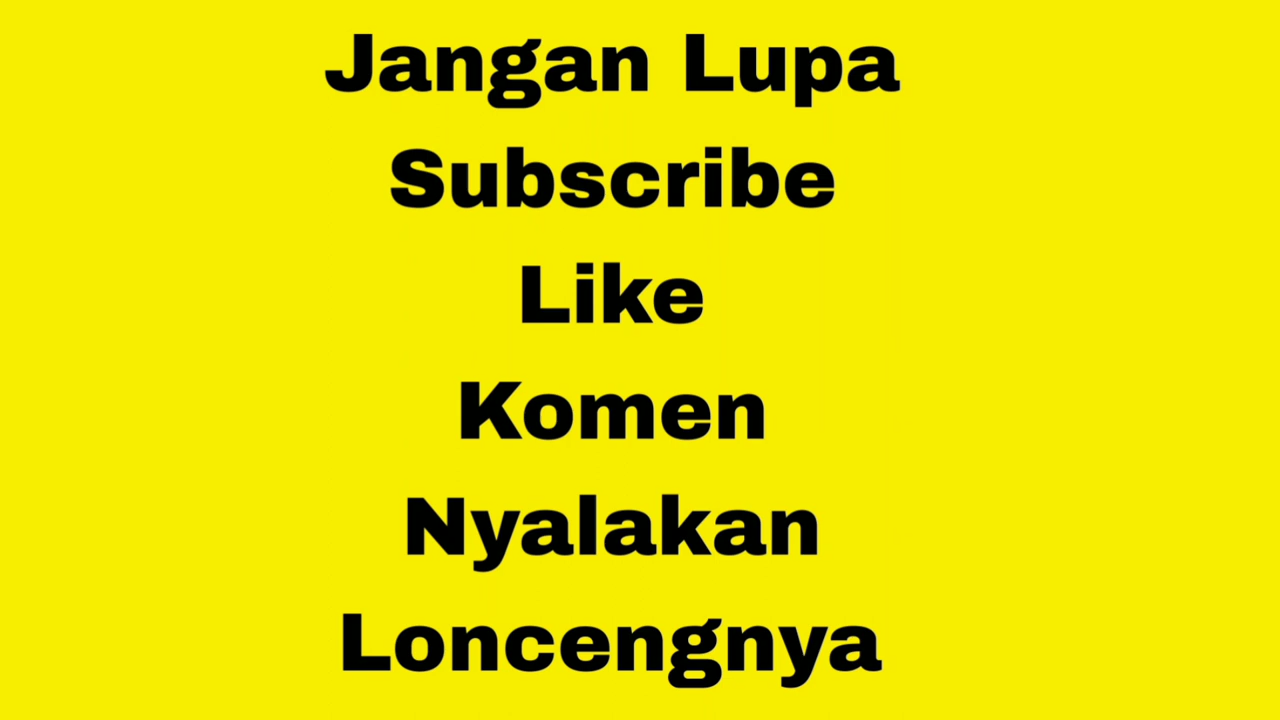 Jangan Lupa
Subscribe
Like
Komen
Nyalakan
Loncengnya